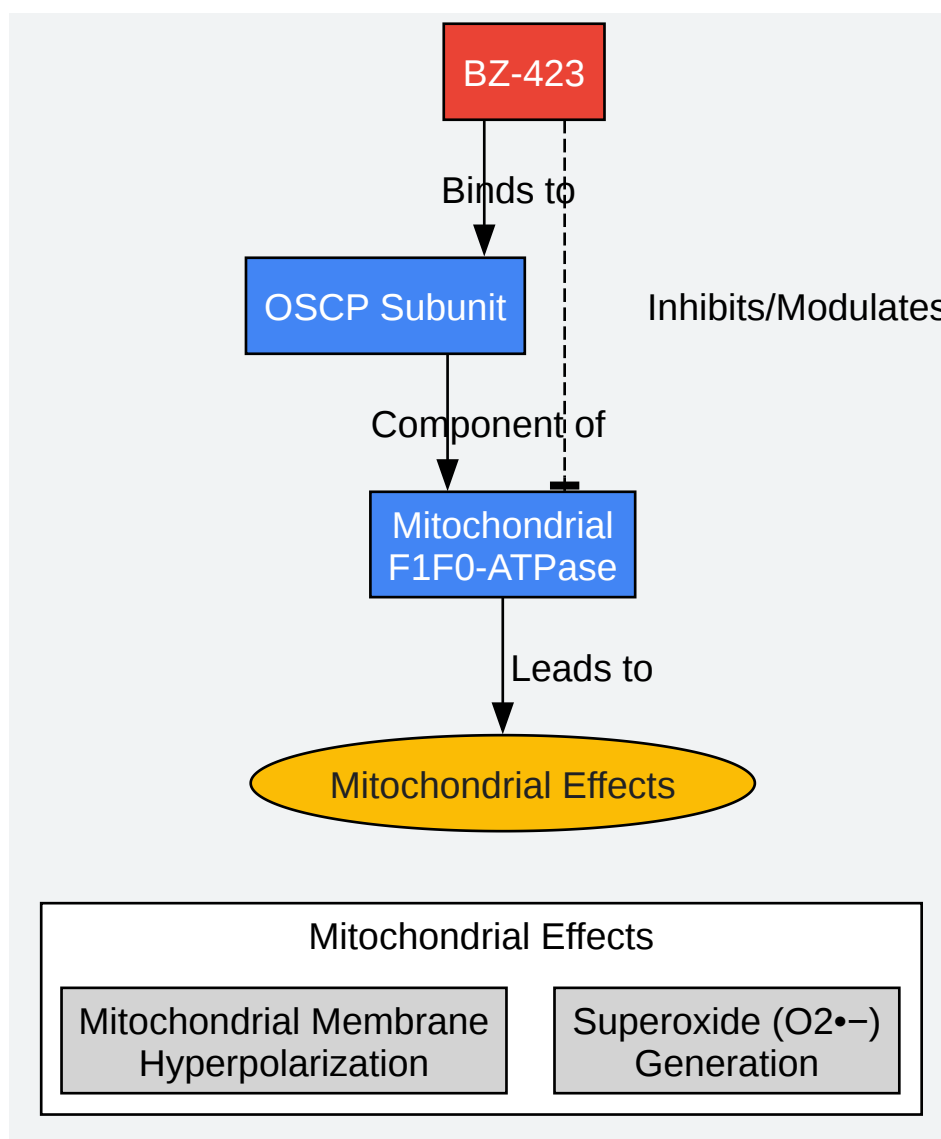 BZ-423
Binds to
OSCP Subunit
Inhibits/Modulates
Component of
Mitochondrial
F1F0-ATPase
Leads to
Mitochondrial Effects
Mitochondrial Effects
Mitochondrial Membrane
Hyperpolarization
Superoxide (O2•−)
Generation